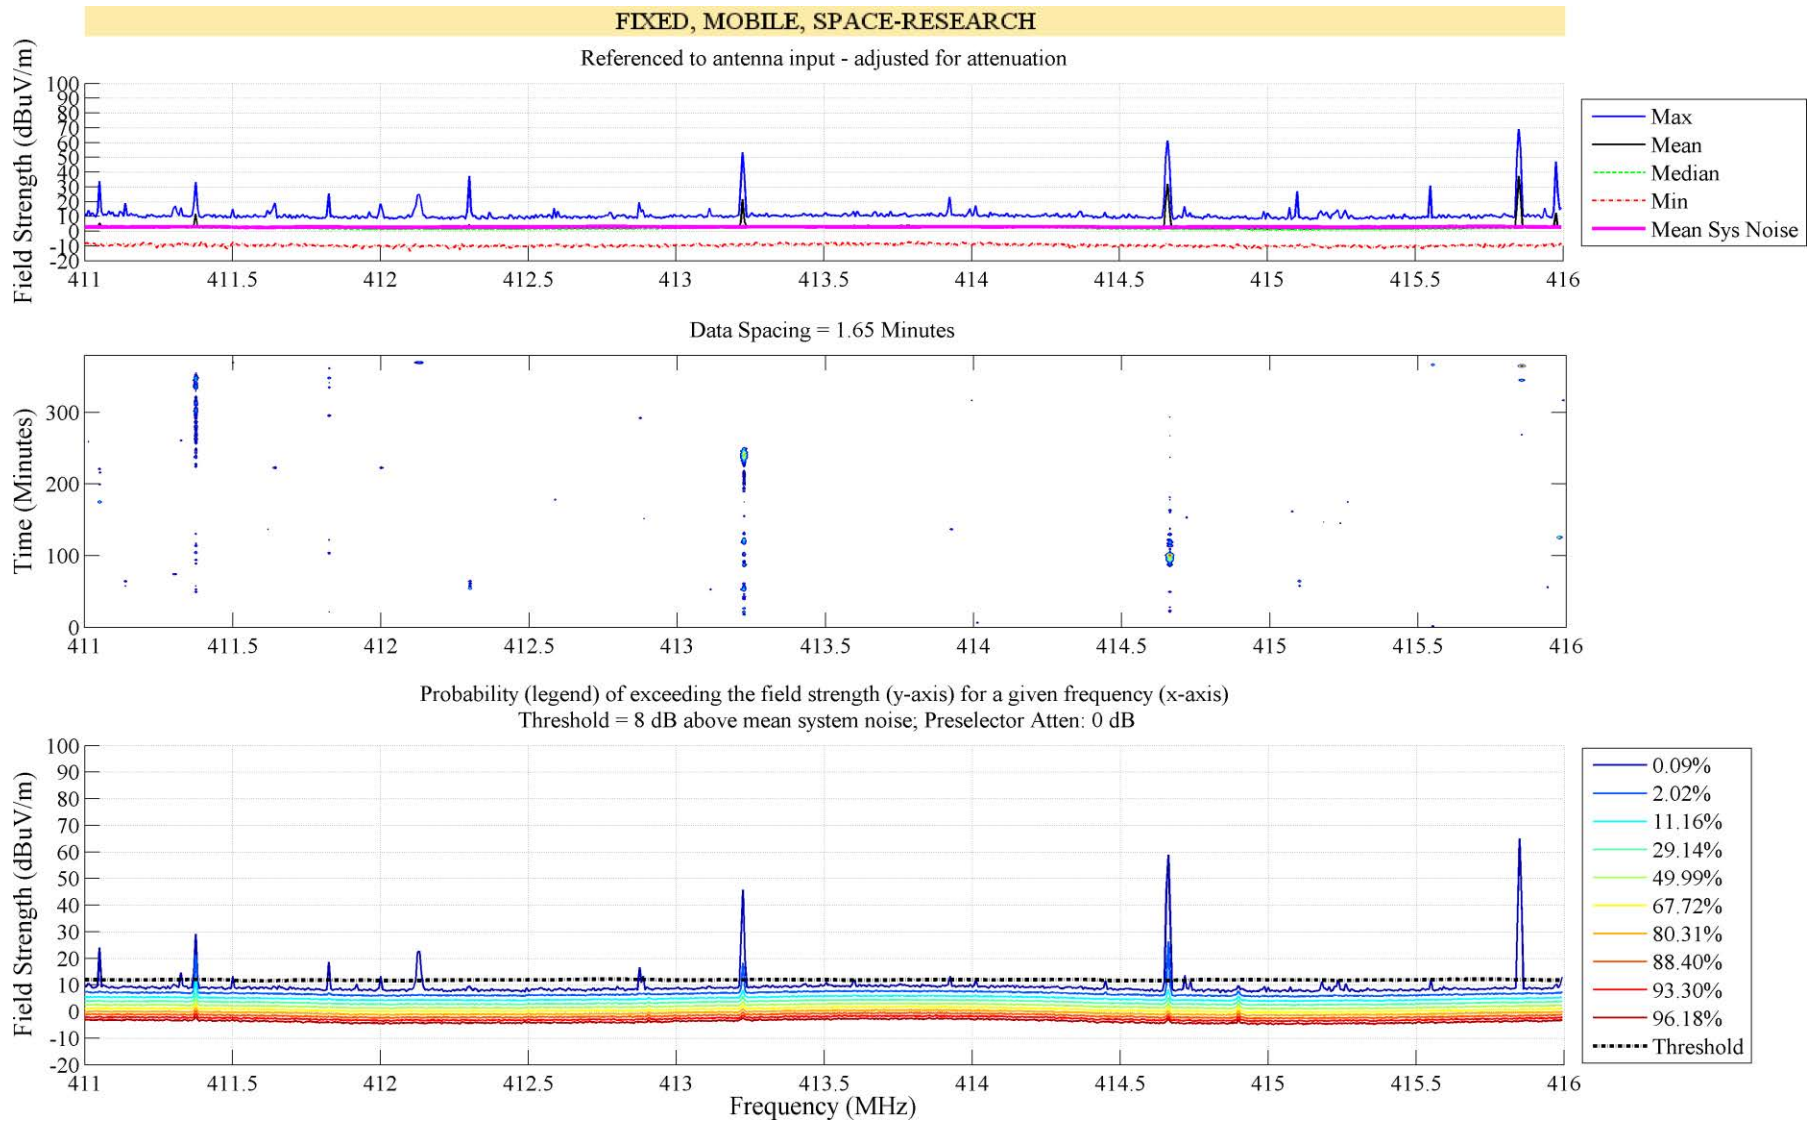 FIXED, MOBILE, SPACE-RESEARCH
Referenced to antenna input - adjusted for attenuation
Field Strength (dBuV/m)
100
90
80
70
60
50
40
30
20
10
0
-10
-20
411 411.5 412 412.5 413 413.5 414 414.5 415 415.5 416
Max
Mean
Median
Min
Mean Sys Noise
Data Spacing = 1.65 Minutes
Time (Minutes)
300
200
100
0
411 411.5 412 412.5 413 413.5 414 414.5 415 415.5 416
Probability (legend) of exceeding the field strength (y-axis) for a given frequency (x-axis)
Threshold = 8 dB above mean system noise; Preselector Atten: 0 dB
Field Strength (dBuV/m)
100
90
80
70
60
50
40
30
20
10
0
-10
-20
411 411.5 412 412.5 413 413.5 414 414.5 415 415.5 416
Frequency (MHz)
0.09%
2.02%
11.16%
29.14%
49.99%
67.72%
80.31%
88.40%
93.30%
96.18%
Threshold